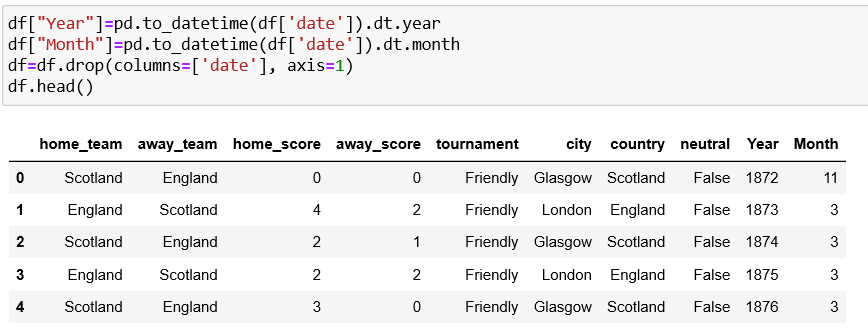 df["Year"]=pd.to_datetime(df['date']).dt.year
df["Month"]=pd.to_datetime(df['date']).dt.month
df=df.drop(columns=['date'], axis=1)
df.head()
home_team away_team home_score away_score tournament city country neutral Year Month
0 Scotland England 0 0 Friendly Glasgow Scotland False 1872 11
1 England Scotland 4 2 Friendly London England False 1873 3
2 Scotland England 2 1 Friendly Glasgow Scotland False 1874 3
3 England Scotland 2 2 Friendly London England False 1875 3
4 Scotland England 3 0 Friendly Glasgow Scotland False 1876 3